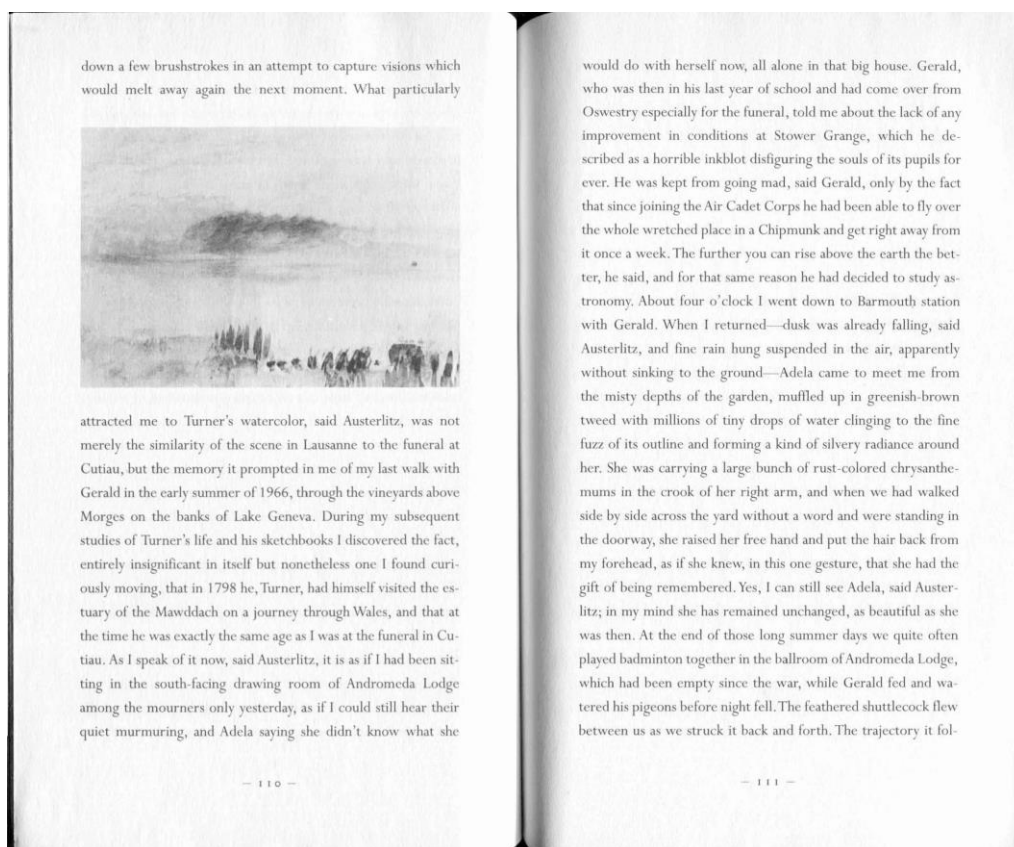 down a few brushstrokes in an attempt to capture visions which
would melt away again the next moment. What particularly
attracted me to Turner's watercolor, said Austerlitz, was not
merely the similarity of the scene in Lausanne to the funeral at
Cutiau, but the memory it prompted in me of my last walk with
Gerald in the early summer of 1966, through the vineyards above
Morges on the banks of Lake Geneva. During my subsequent
studies of Turner's life and his sketchbooks I discovered the fact,
entirely insignificant in itself but nonetheless one I found curi-
ously moving, that in 1798 he, Turner, had himself visited the es-
tuary of the Mawddach on a journey through Wales, and that at
the time he was exactly the same age as I was at the funeral in Cu-
tiau. As I speak of it now, said Austerlitz, it is as if I had been sit-
ting in the south-facing drawing room of Andromeda Lodge
among the mourners only yesterday, as if I could still hear their
quiet murmuring, and Adela saying she didn't know what she
– 110 –
would do with herself now, all alone in that big house. Gerald,
who was then in his last year of school and had come over from
Oswestry especially for the funeral, told me about the lack of any
improvement in conditions at Stower Grange, which he de-
scribed as a horrible inkblot disfiguring the souls of its pupils for
ever. He was kept from going mad, said Gerald, only by the fact
that since joining the Air Cadet Corps he had been able to fly over
the whole wretched place in a Chipmunk and get right away from
it once a week. The further you can rise above the earth the bet-
ter, he said, and for that same reason he had decided to study as-
tronomy. About four o'clock I went down to Barmouth station
with Gerald. When I returned—dusk was already falling, said
Austerlitz, and fine rain hung suspended in the air, apparently
without sinking to the ground—Adela came to meet me from
the misty depths of the garden, muffled up in greenish-brown
tweed with millions of tiny drops of water clinging to the fine
fuzz of its outline and forming a kind of silvery radiance around
her. She was carrying a large bunch of rust-colored chrysanthe-
mums in the crook of her right arm, and when we had walked
side by side across the yard without a word and were standing in
the doorway, she raised her free hand and put the hair back from
my forehead, as if she knew, in this one gesture, that she had the
gift of being remembered. Yes, I can still see Adela, said Auster-
litz; in my mind she has remained unchanged, as beautiful as she
was then. At the end of those long summer days we quite often
played badminton together in the ballroom of Andromeda Lodge,
which had been empty since the war, while Gerald fed and wa-
tered his pigeons before night fell. The feathered shuttlecock flew
between us as we struck it back and forth. The trajectory it fol-
– 111 –